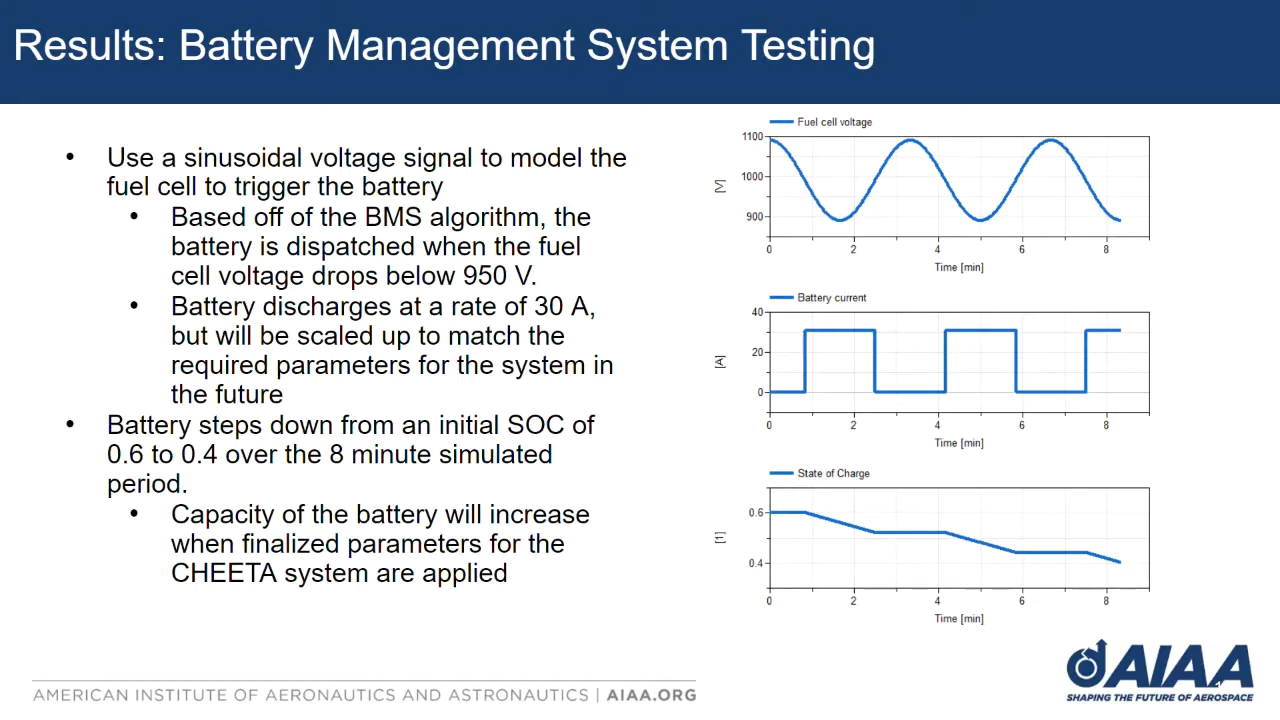 Results: Battery Management System Testing
• Use a sinusoidal voltage signal to model the
fuel cell to trigger the battery
• Based off of the BMS algorithm, the
battery is dispatched when the fuel
cell voltage drops below 950 V.
• Battery discharges at a rate of 30 A,
but will be scaled up to match the
required parameters for the system in
the future
• Battery steps down from an initial SOC of
0.6 to 0.4 over the 8 minute simulated
period.
• Capacity of the battery will increase
when finalized parameters for the
CHEETA system are applied
Fuel cell voltage
1100
1000
900
[V]
0 2 4 6 8
Time [min]
Battery current
40
20
0
[A]
0 2 4 6 8
Time [min]
State of Charge
0.6
0.4
[1]
0 2 4 6 8
Time [min]
AMERICAN INSTITUTE OF AERONAUTICS AND ASTRONAUTICS | AIAA.ORG
AIAA
SHAPING THE FUTURE OF AEROSPACE